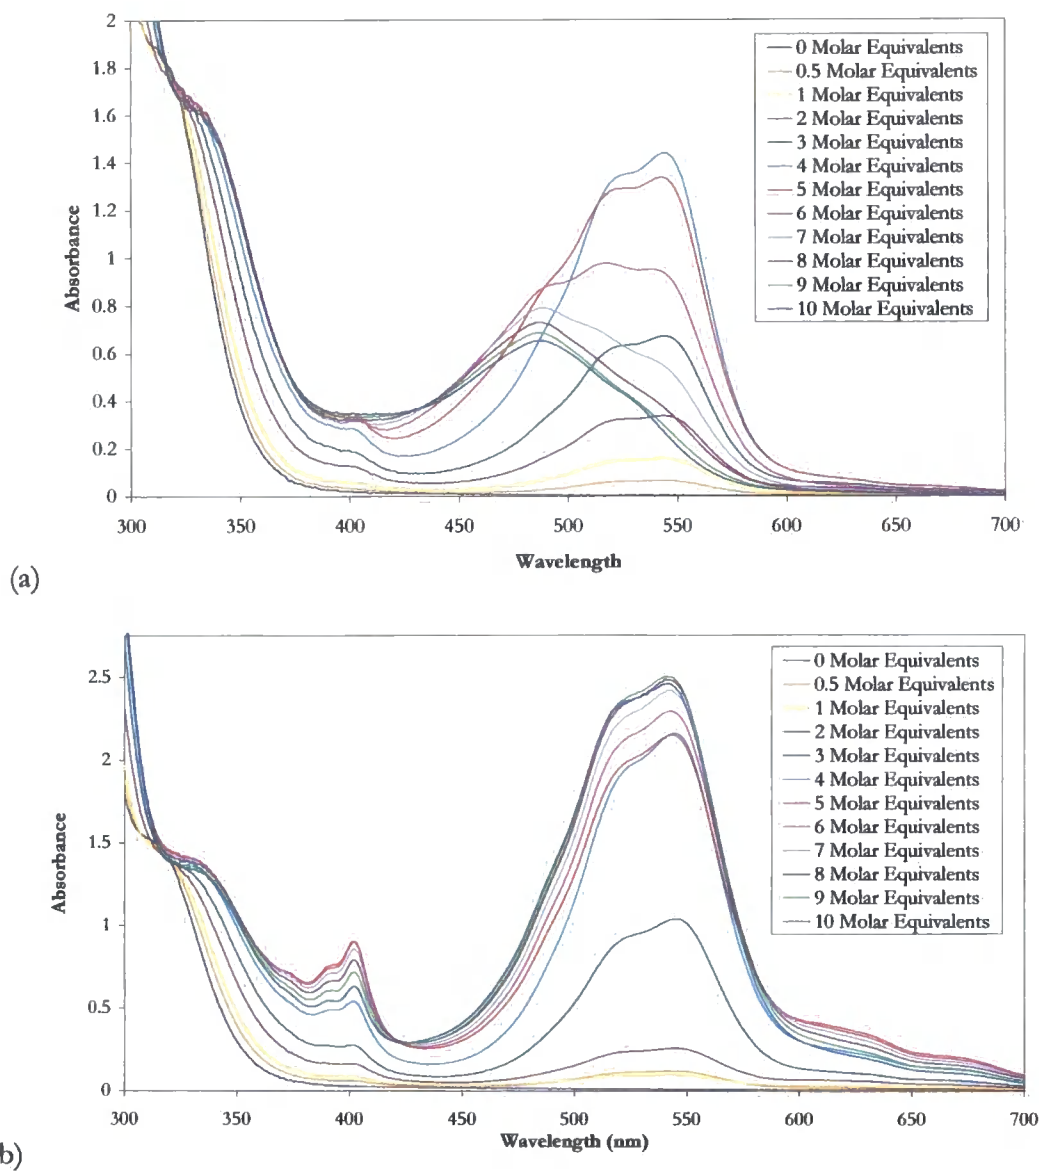 2
1.8
1.6
1.4
1.2
1
0.8
0.6
0.4
0.2
0
Absorbance
300
350
400
450
500
550
600
650
700
Wavelength
0 Molar Equivalents
0.5 Molar Equivalents
1 Molar Equivalents
2 Molar Equivalents
3 Molar Equivalents
4 Molar Equivalents
5 Molar Equivalents
6 Molar Equivalents
7 Molar Equivalents
8 Molar Equivalents
9 Molar Equivalents
10 Molar Equivalents
(a)
2.5
2
1.5
1
0.5
0
Absorbance
300
350
400
450
500
550
600
650
700
Wavelength (nm)
0 Molar Equivalents
0.5 Molar Equivalents
1 Molar Equivalents
2 Molar Equivalents
3 Molar Equivalents
4 Molar Equivalents
5 Molar Equivalents
6 Molar Equivalents
7 Molar Equivalents
8 Molar Equivalents
9 Molar Equivalents
10 Molar Equivalents
b)